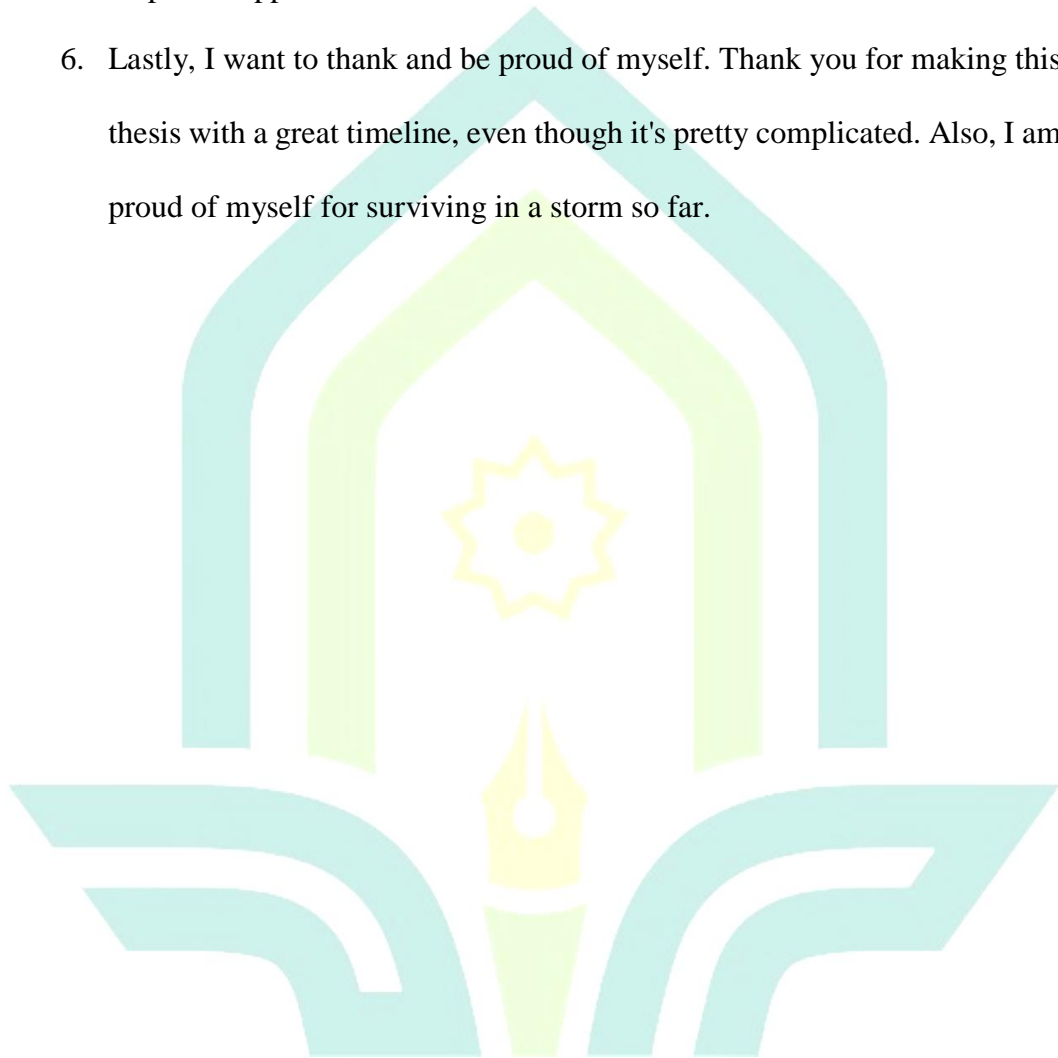 6. Lastly, I want to thank and be proud of myself. Thank you for making this
thesis with a great timeline, even though it's pretty complicated. Also, I am
proud of myself for surviving in a storm so far.